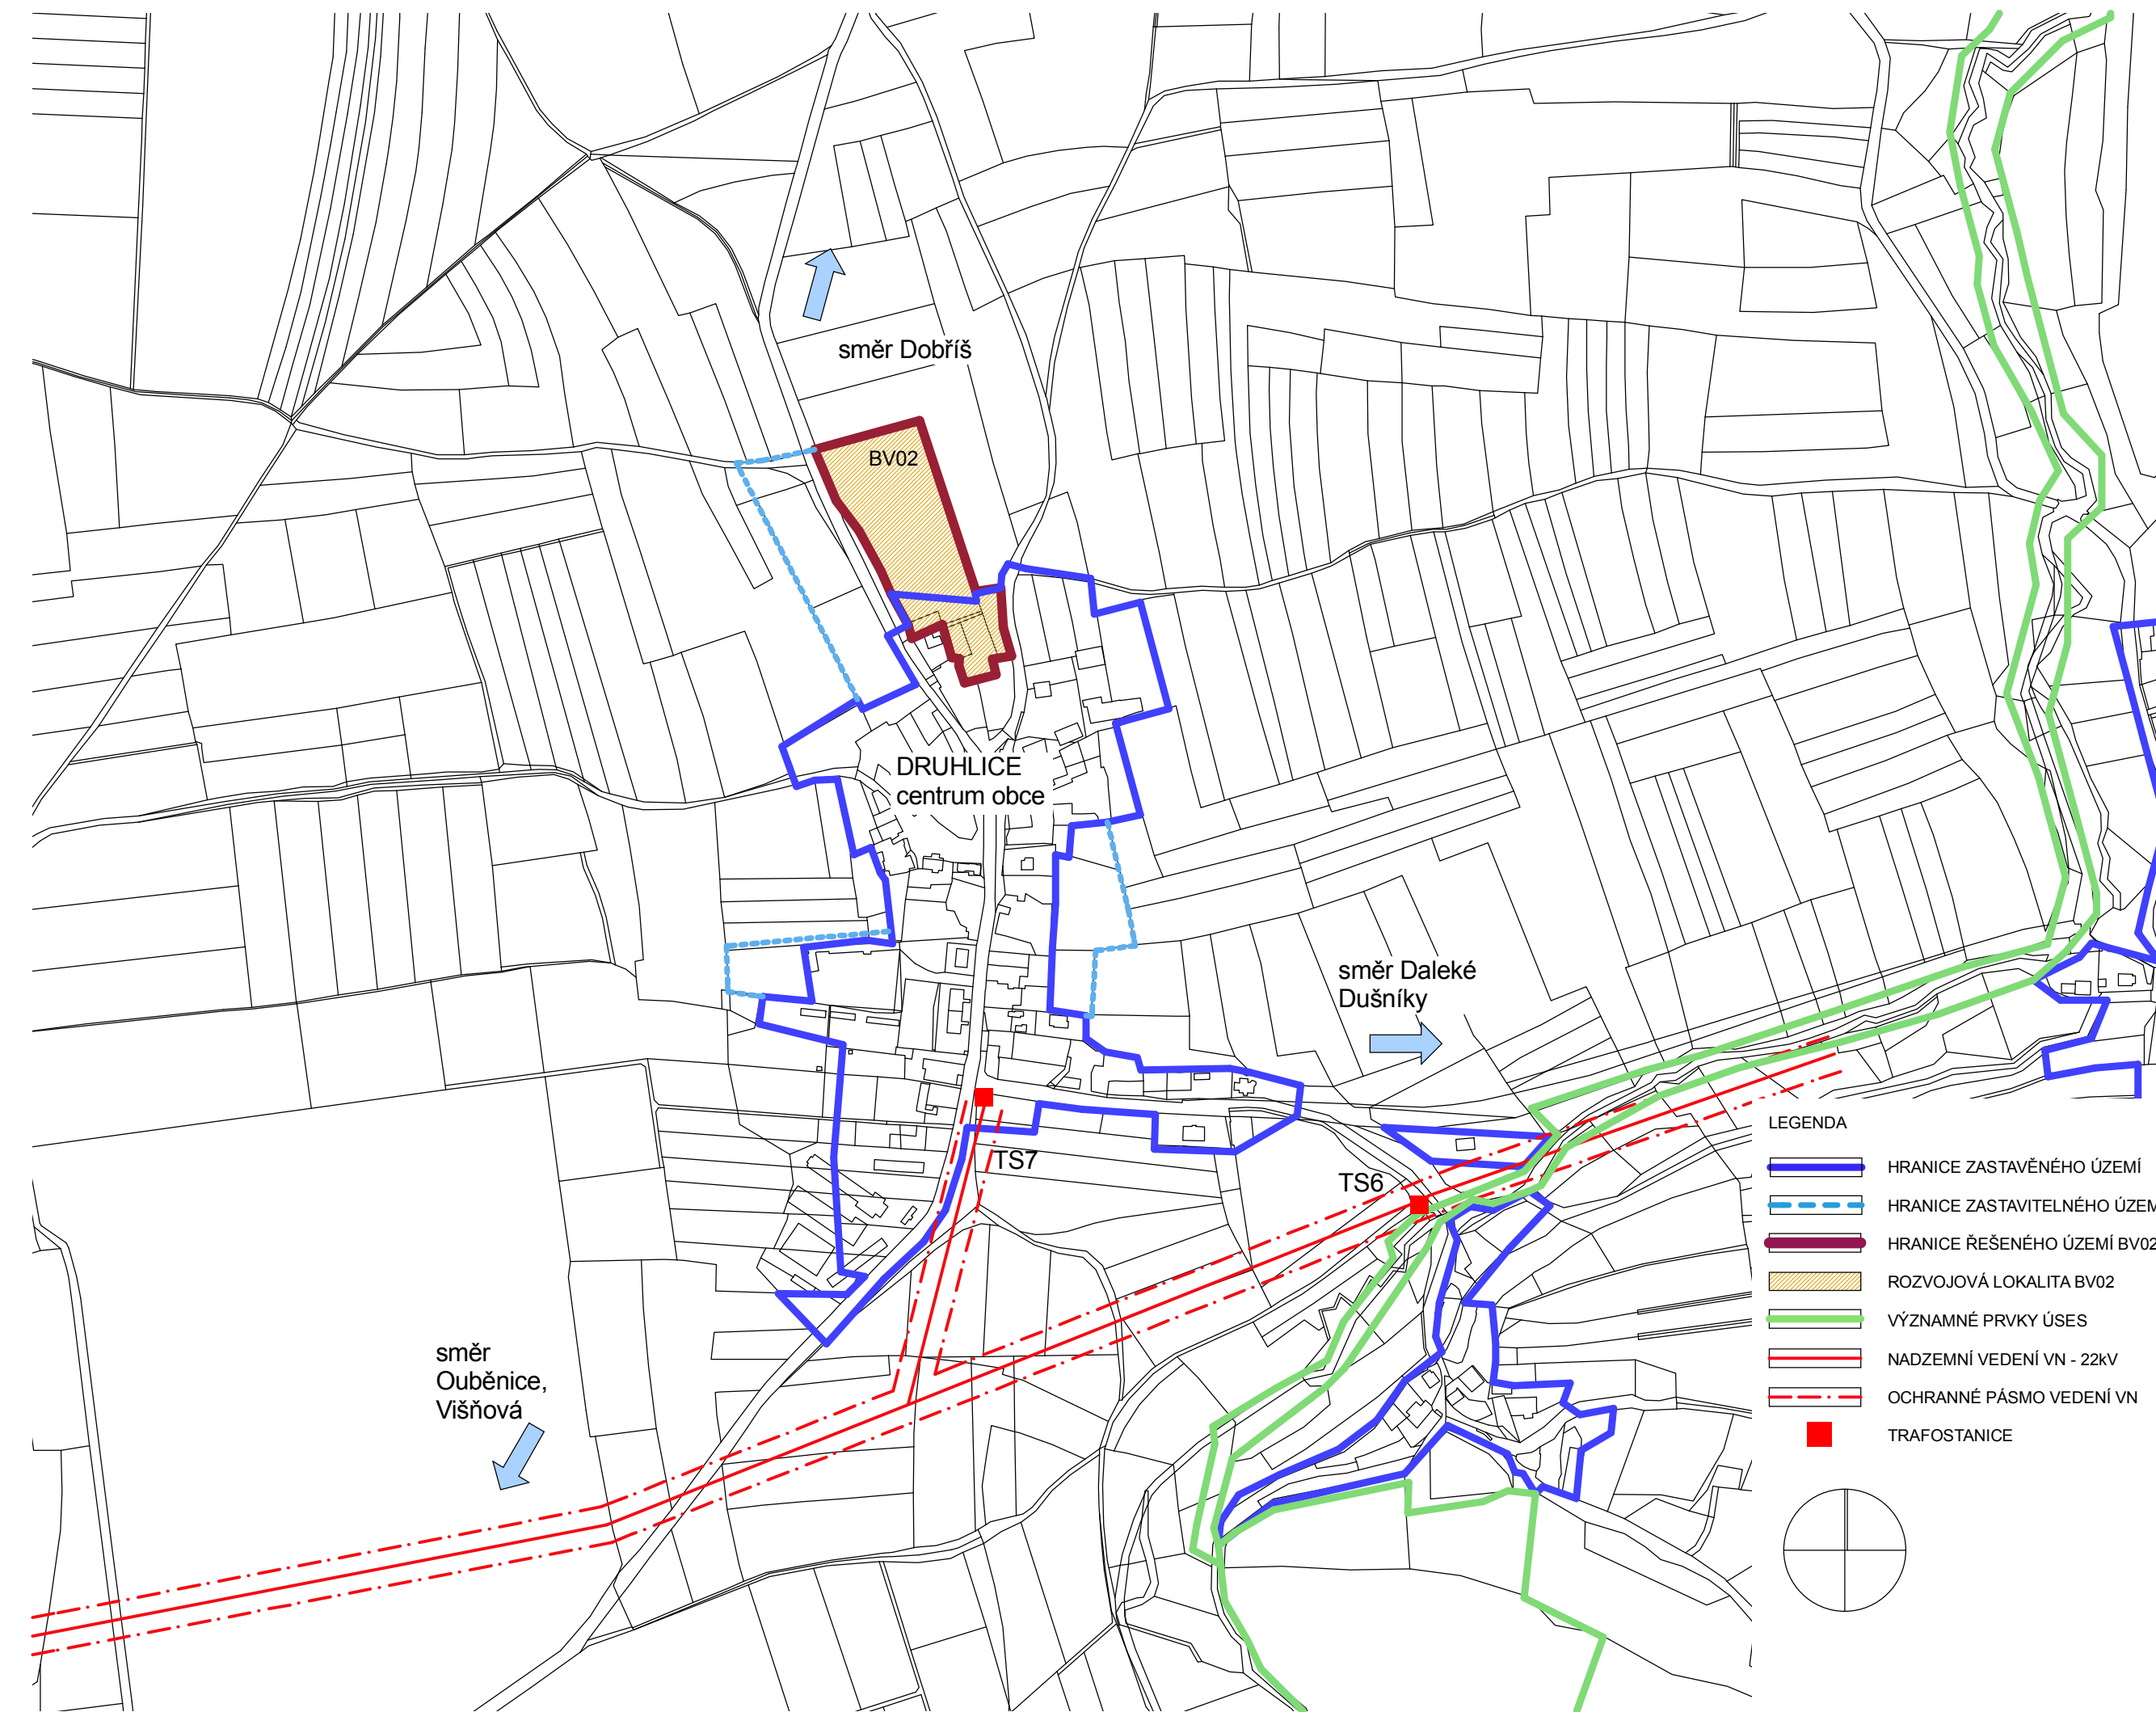 směr Dobříš
BV02
DRUHLICE
centrum obce
směr Daleké
Dušníky
TS7
TS6
směr
Ouběnice,
Višňová
LEGENDA
HRANICE ZASTAVĚNÉHO ÚZEMÍ
HRANICE ZASTAVITELNÉHO ÚZEM
HRANICE ŘEŠENÉHO ÚZEMÍ BV02
ROZVOJOVÁ LOKALITA BV02
VÝZNAMNÉ PRVKY ÚSES
NADZEMNÍ VEDENÍ VN - 22kV
OCHRANNÉ PÁSMO VEDENÍ VN
TRAFOSTANICE